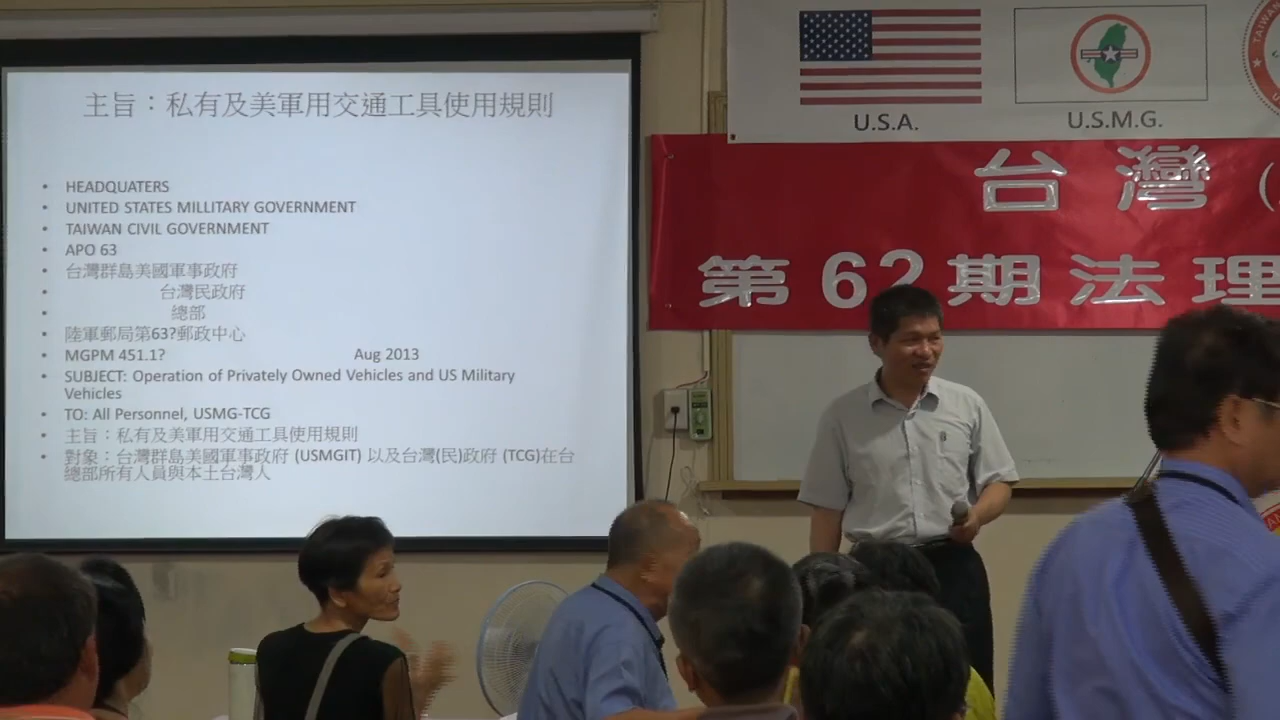 主旨：私有及美軍用交通工具使用規則
• HEADQUATERS
• UNITED STATES MILLITARY GOVERNMENT
• TAIWAN CIVIL GOVERNMENT
• APO 63
• 台灣群島美國軍事政府
• 台灣民政府
• 總部
• 陸軍郵局第63?郵政中心
• MGPM 451.1? Aug 2013
• SUBJECT: Operation of Privately Owned Vehicles and US Military
Vehicles
• TO: All Personnel, USMG-TCG
• 主旨：私有及美軍用交通工具使用規則
• 對象：台灣群島美國軍事政府 (USMGIT) 以及台灣(民)政府 (TCG)在台
總部所有人員與本土台灣人
U.S.A.
U.S.M.G.
TAIWAN
台灣(
第62期法理